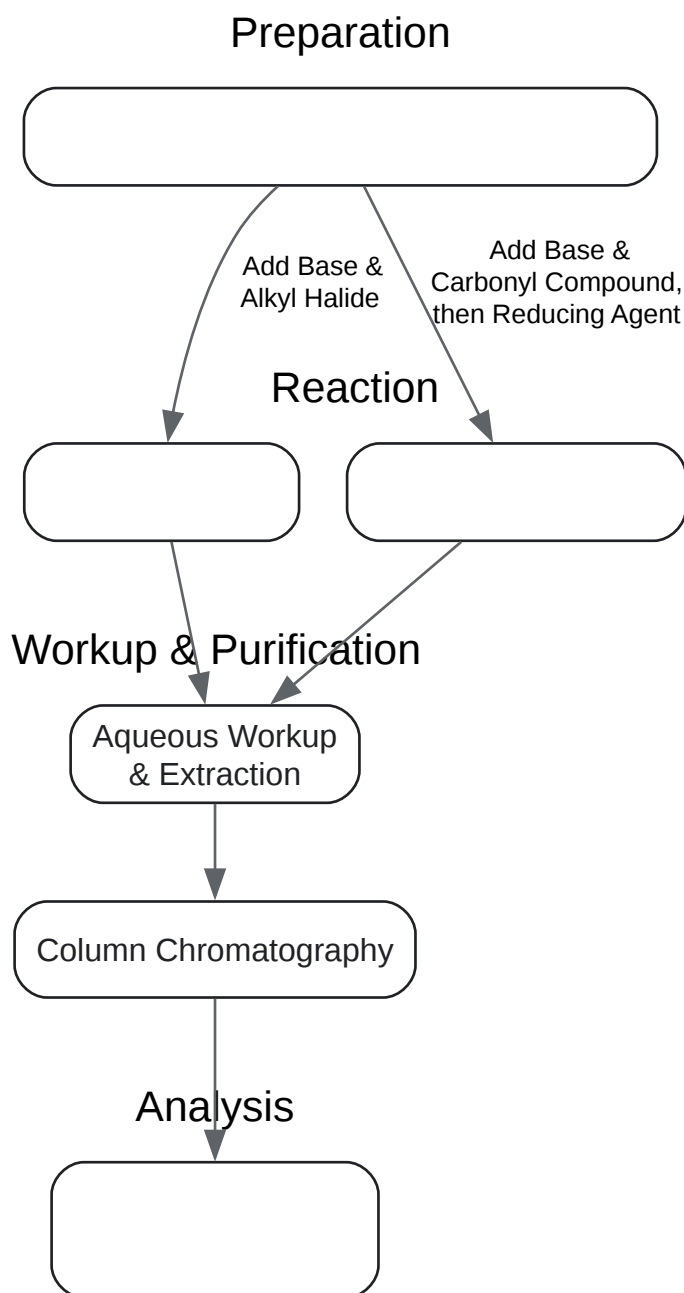 Preparation
Add Base &
Alkyl Halide
Add Base &
Carbonyl Compound,
then Reducing Agent
Reaction
Workup & Purification
Aqueous Workup
& Extraction
Column Chromatography
Analysis